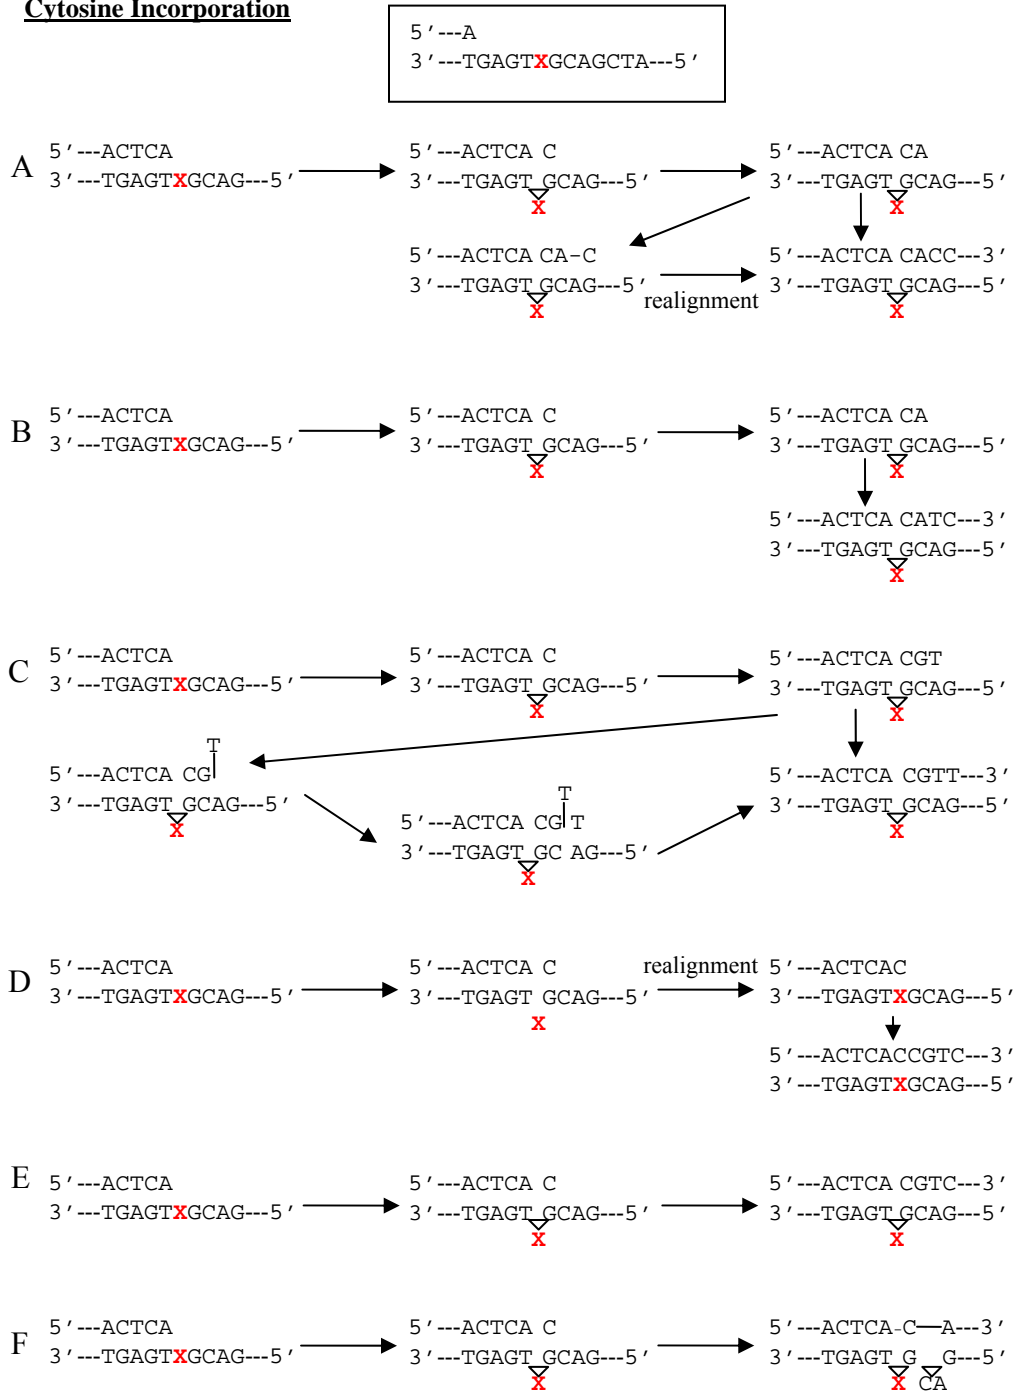 Cytosine Incorporation
5'---A
3'---TGAGTXGCAGCTA---5'
A
5'---ACTCA
3'---TGAGTXGCAG---5'
5'---ACTCA C
3'---TGAGT GCAG---5'
X
5'---ACTCA CA
3'---TGAGT GCAG---5'
X
5'---ACTCA CA-C
3'---TGAGT GCAG---5'
X
realignment
5'---ACTCA CACC---3'
3'---TGAGT GCAG---5'
X
B
5'---ACTCA
3'---TGAGTXGCAG---5'
5'---ACTCA C
3'---TGAGT GCAG---5'
X
5'---ACTCA CA
3'---TGAGT GCAG---5'
X
5'---ACTCA CATC---3'
3'---TGAGT GCAG---5'
X
C
5'---ACTCA
3'---TGAGTXGCAG---5'
5'---ACTCA C
3'---TGAGT GCAG---5'
X
5'---ACTCA CGT
3'---TGAGT GCAG---5'
X
T
5'---ACTCA CG
3'---TGAGT GCAG---5'
X
T
5'---ACTCA CG T
3'---TGAGT GC AG---5'
X
5'---ACTCA CGTT---3'
3'---TGAGT GCAG---5'
X
D
5'---ACTCA
3'---TGAGTXGCAG---5'
5'---ACTCA C
3'---TGAGT GCAG---5'
X
realignment
5'---ACTCAC
3'---TGAGTXGCAG---5'
5'---ACTCACCGTC---3'
3'---TGAGTXGCAG---5'
E
5'---ACTCA
3'---TGAGTXGCAG---5'
5'---ACTCA C
3'---TGAGT GCAG---5'
X
5'---ACTCA CGTC---3'
3'---TGAGT GCAG---5'
X
F
5'---ACTCA
3'---TGAGTXGCAG---5'
5'---ACTCA C
3'---TGAGT GCAG---5'
X
5'---ACTCA-C—A---3'
3'---TGAGT G G---5'
X CA